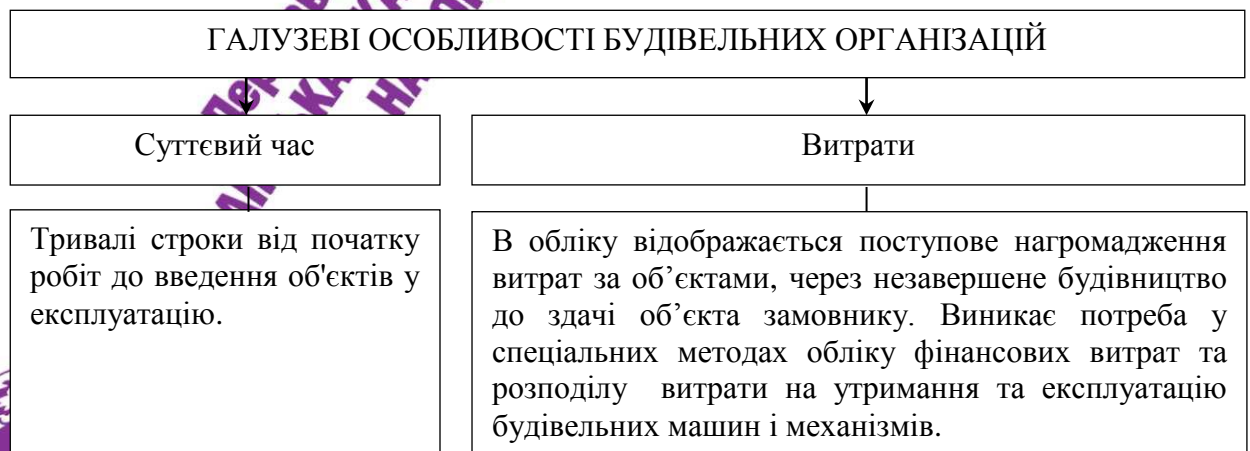 ГАЛУЗЕВІ ОСОБЛИВОСТІ БУДІВЕЛЬНИХ ОРГАНІЗАЦІЙ
Суттєвий час
Витрати
Тривалі строки від початку
робіт до введення об'єктів у
експлуатацію.
В обліку відображається поступове нагромадження
витрат за об’єктами, через незавершене будівництво
до здачі об’єкта замовнику. Виникає потреба у
спеціальних методах обліку фінансових витрат та
розподілу витрати на утримання та експлуатацію
будівельних машин і механізмів.